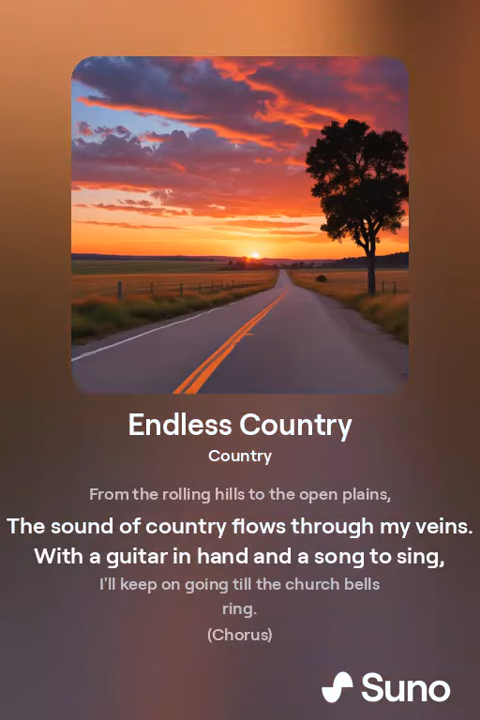 Endless Country
Country
From the rolling hills to the open plains,
The sound of country flows through my veins.
With a guitar in hand and a song to sing,
I'll keep on going till the church bells
ring.
(Chorus)
Suno